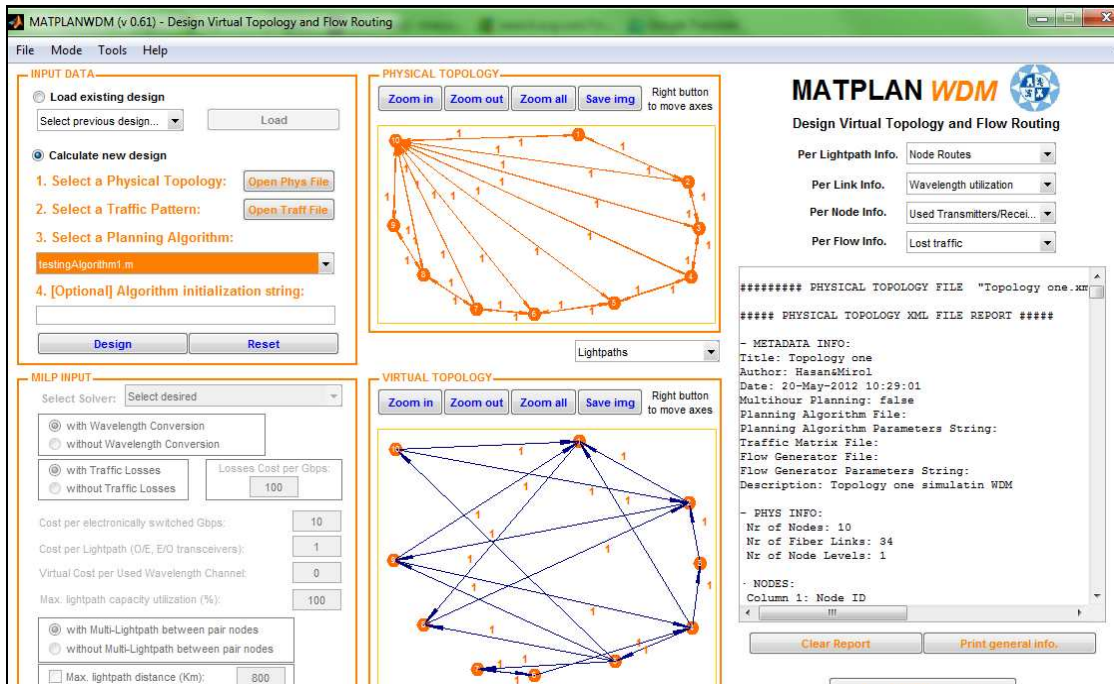 MATPLANWDM (v 0.61) - Design Virtual Topology and Flow Routing
File Mode Tools Help
INPUT DATA
Load existing design
Select previous design... Load
Calculate new design
1. Select a Physical Topology: Open Phys File
2. Select a Traffic Pattern: Open Traff File
3. Select a Planning Algorithm:
testingAlgorithm1.m
4. [Optional] Algorithm initialization string:
Design Reset
MILP INPUT
Select Solver: Select desired
with Wavelength Conversion
without Wavelength Conversion
with Traffic Losses
without Traffic Losses
Losses Cost per Gbps:
100
Cost per electronically switched Gbps: 10
Cost per Lightpath (O/E, E/O transceivers): 1
Virtual Cost per Used Wavelength Channel: 0
Max. lightpath capacity utilization (%): 100
with Multi-Lightpath between pair nodes
without Multi-Lightpath between pair nodes
Max. lightpath distance (Km): 800
PHYSICAL TOPOLOGY
Zoom in Zoom out Zoom all Save img Right button
to move axes
Lightpaths
VIRTUAL TOPOLOGY
Zoom in Zoom out Zoom all Save img Right button
to move axes
MATPLAN WDM
Design Virtual Topology and Flow Routing
Per Lightpath Info. Node Routes
Per Link Info. Wavelength utilization
Per Node Info. Used Transmitters/Recei...
Per Flow Info. Lost traffic
######### PHYSICAL TOPOLOGY FILE "Topology one.xm
##### PHYSICAL TOPOLOGY XML FILE REPORT #####
- METADATA INFO:
Title: Topology one
Author: Hasan&Mirol
Date: 20-May-2012 10:29:01
Multihour Planning: false
Planning Algorithm File:
Planning Algorithm Parameters String:
Traffic Matrix File:
Flow Generator File:
Flow Generator Parameters String:
Description: Topology one simulatin WDM
- PHYS INFO:
Nr of Nodes: 10
Nr of Fiber Links: 34
Nr of Node Levels: 1
- NODES:
Column 1: Node ID
Clear Report Print general info.